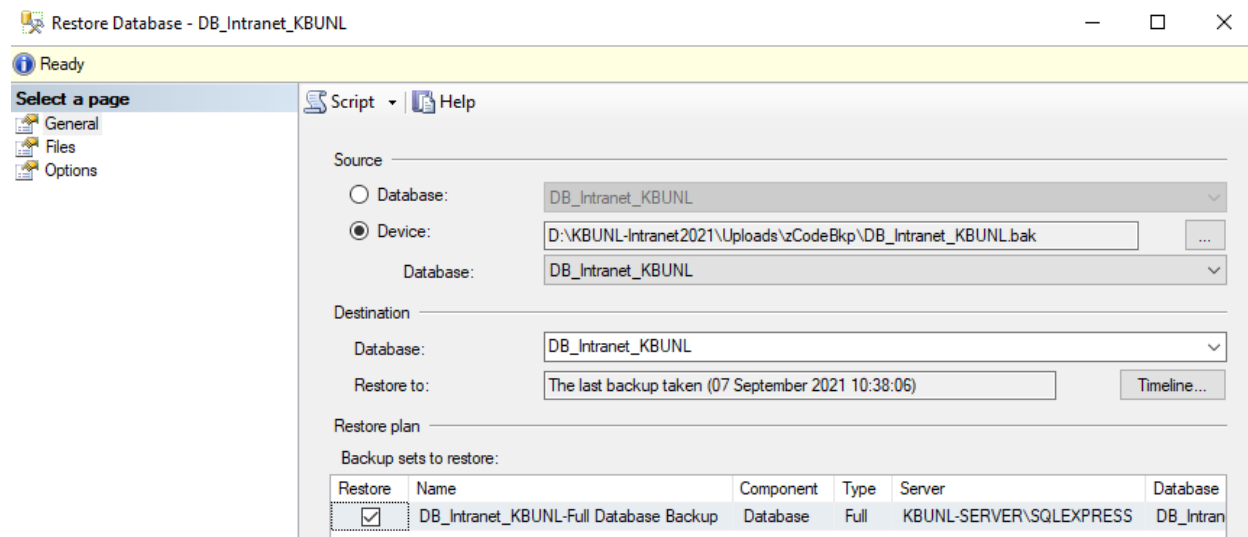 Restore Database - DB_Intranet_KBUNL
Ready
Select a page
General
Files
Options
Script Help
Source
Database: DB_Intranet_KBUNL
Device: D:\KBUNL-Intranet2021\Uploads\zCodeBkp\DB_Intranet_KBUNL.bak ...
Database: DB_Intranet_KBUNL
Destination
Database: DB_Intranet_KBUNL
Restore to: The last backup taken (07 September 2021 10:38:06) Timeline...
Restore plan
Backup sets to restore:
Restore Name Component Type Server Database
DB_Intranet_KBUNL-Full Database Backup Database Full KBUNL-SERVER\SQLEXPRESS DB_Intran